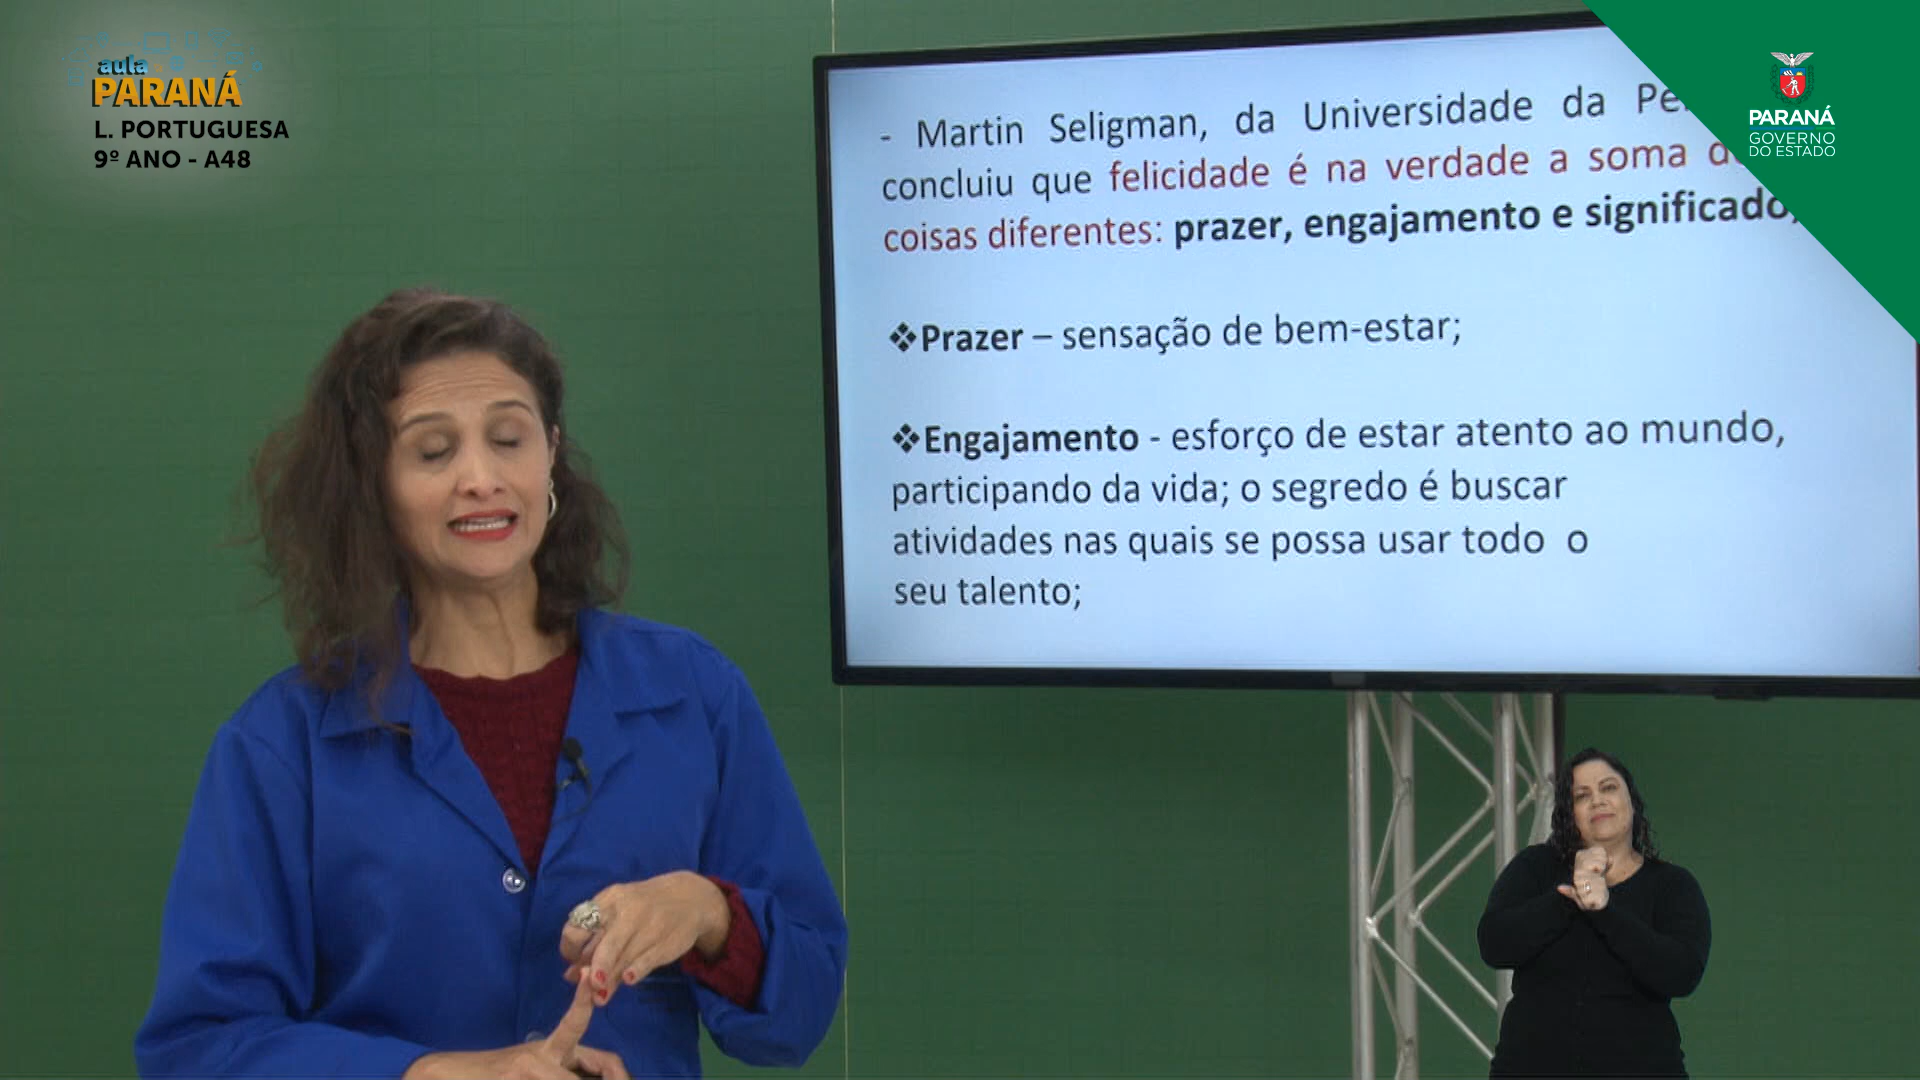 aula
PARANÁ
L. PORTUGUESA
9º ANO - A48
- Martin Seligman, da Universidade da
concluiu que felicidade é na verdade a soma
coisas diferentes: prazer, engajamento e significado,
❖Prazer – sensação de bem-estar;
❖Engajamento - esforço de estar atento ao mundo,
participando da vida; o segredo é buscar
atividades nas quais se possa usar todo o
seu talento;
PARANÁ
GOVERNO
DO ESTADO